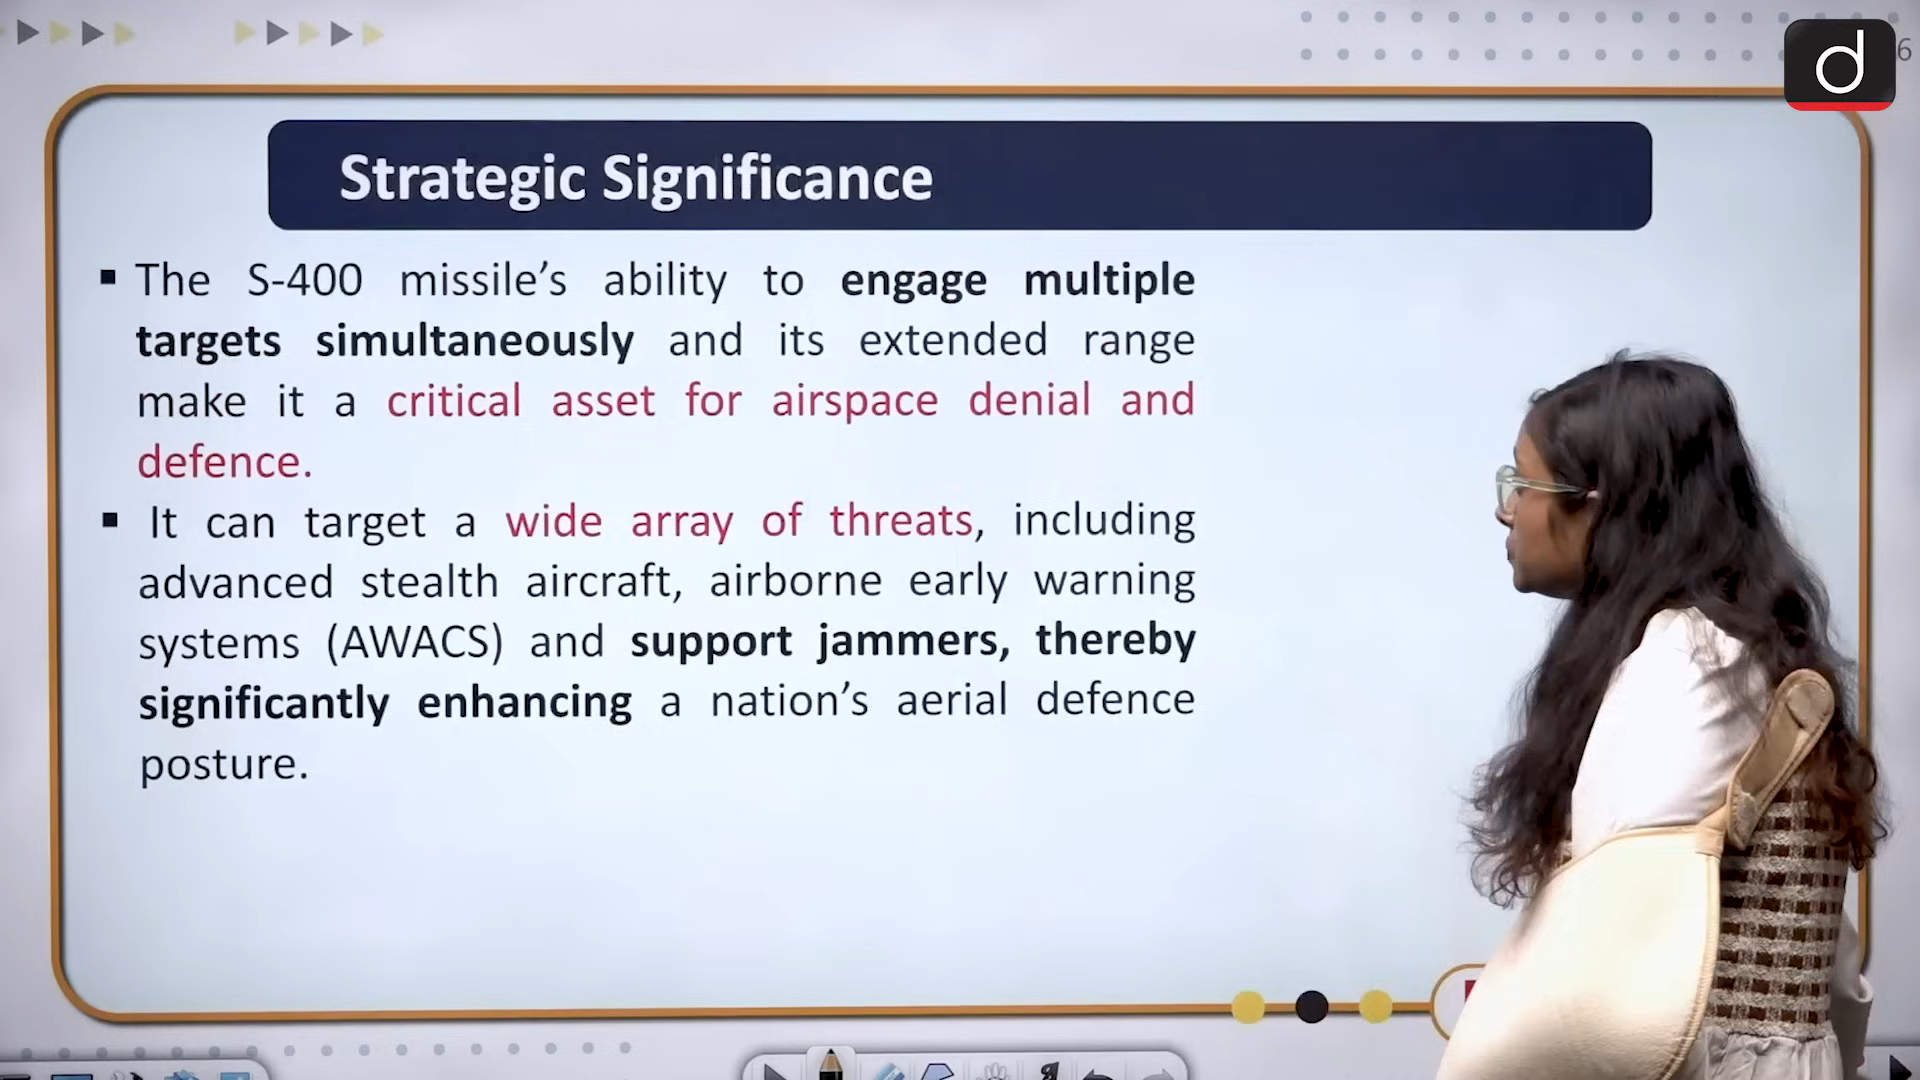 d
6
Strategic Significance
▪ The S-400 missile’s ability to engage multiple
targets simultaneously and its extended range
make it a critical asset for airspace denial and
defence.
▪ It can target a wide array of threats, including
advanced stealth aircraft, airborne early warning
systems (AWACS) and support jammers, thereby
significantly enhancing a nation’s aerial defence
posture.